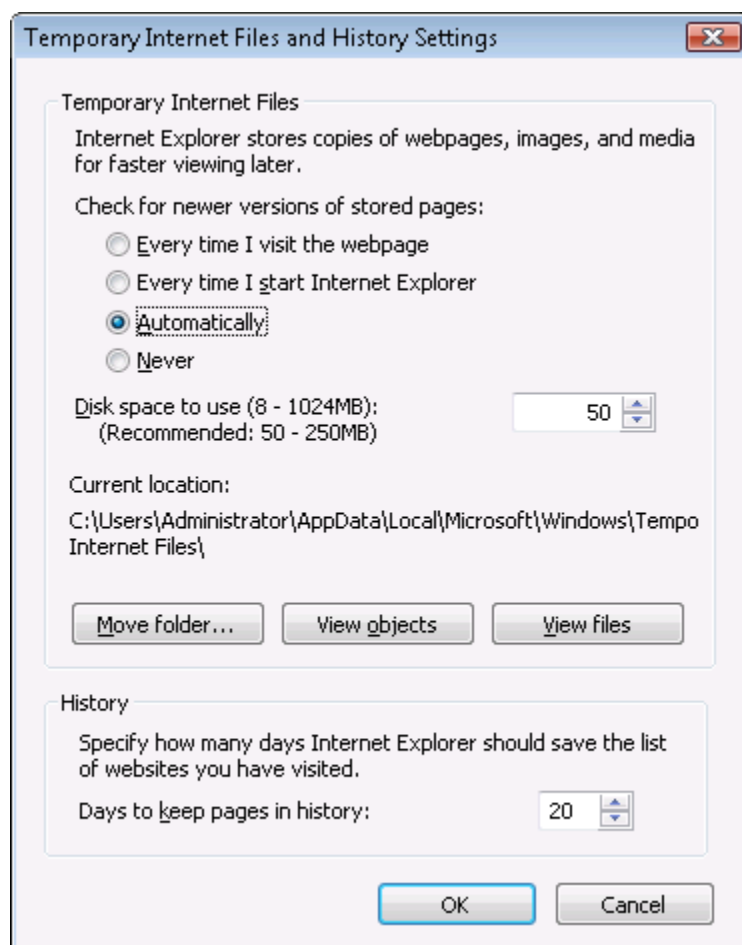 Temporary Internet Files and History Settings
Temporary Internet Files
Internet Explorer stores copies of webpages, images, and media
for faster viewing later.
Check for newer versions of stored pages:
Every time I visit the webpage
Every time I start Internet Explorer
Automatically
Never
Disk space to use (8 - 1024MB): 50
(Recommended: 50 - 250MB)
Current location:
C:\Users\Administrator\AppData\Local\Microsoft\Windows\Tempo
Internet Files\
Move folder... View objects View files
History
Specify how many days Internet Explorer should save the list
of websites you have visited.
Days to keep pages in history: 20
OK Cancel